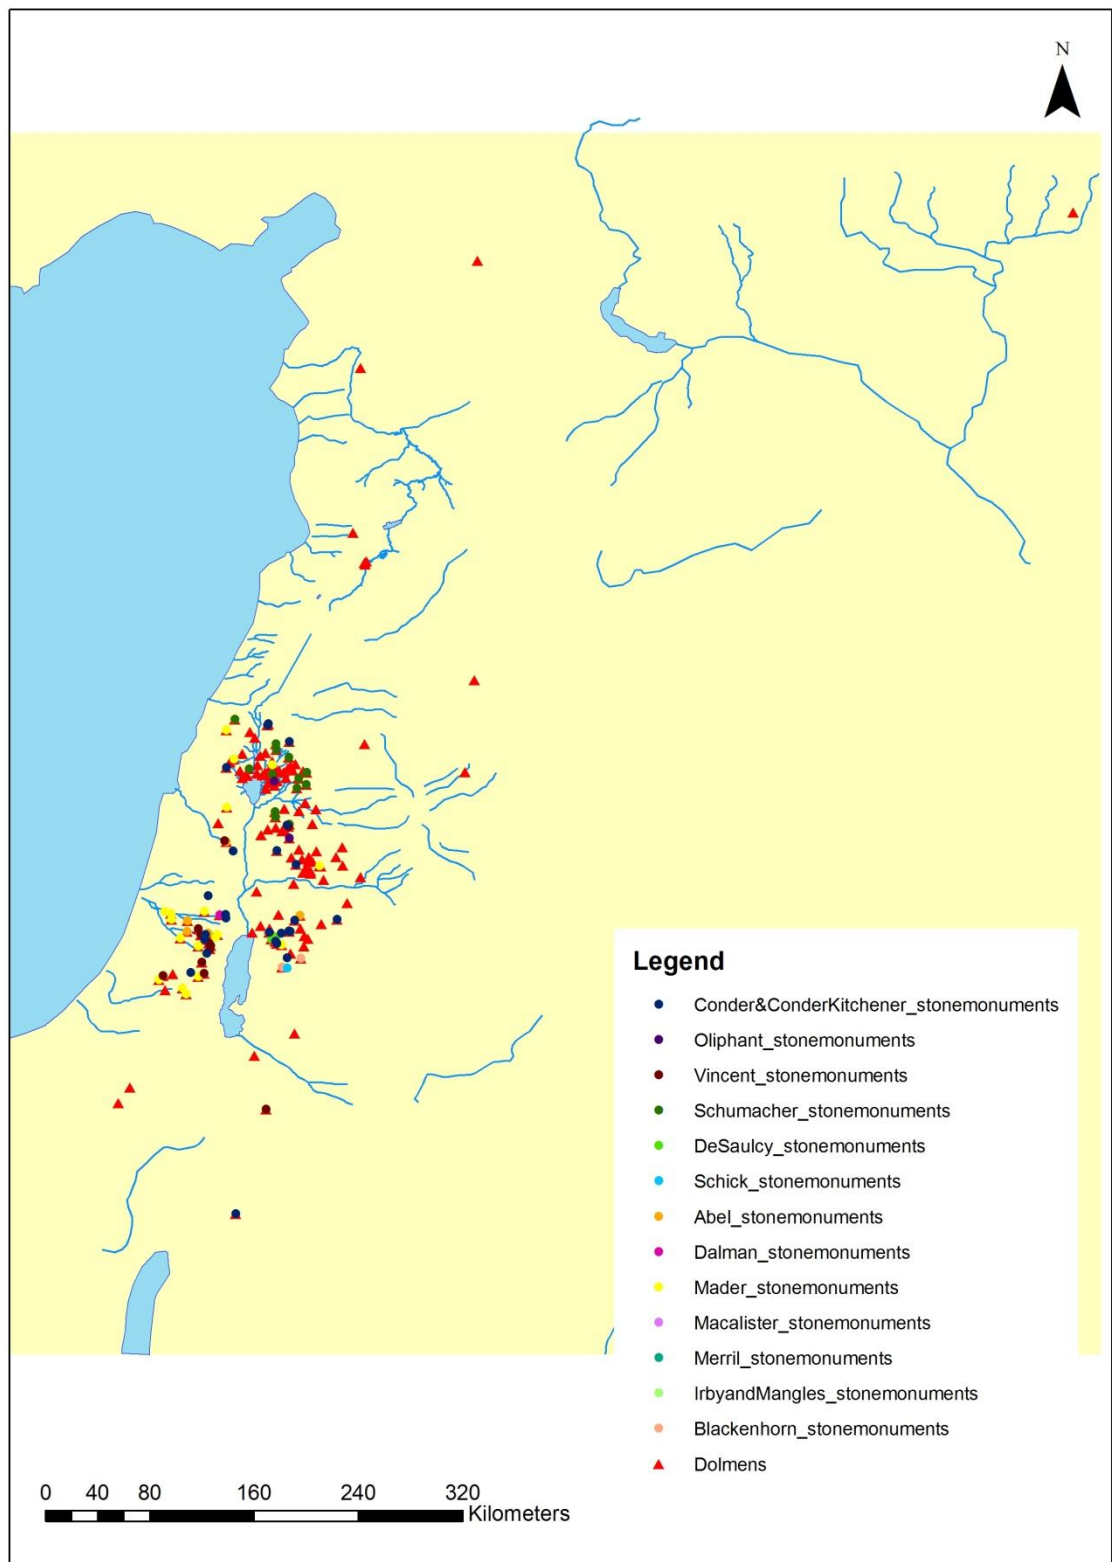 N
Legend
Conder&ConderKitchener_stonemonuments
Oliphant_stonemonuments
Vincent_stonemonuments
Schumacher_stonemonuments
DeSaulcy_stonemonuments
Schick_stonemonuments
Abel_stonemonuments
Dalman_stonemonuments
Mader_stonemonuments
Macalister_stonemonuments
Merril_stonemonuments
IrbyandMangles_stonemonuments
Blackenhorn_stonemonuments
Dolmens
0 40 80 160 240 320
Kilometers